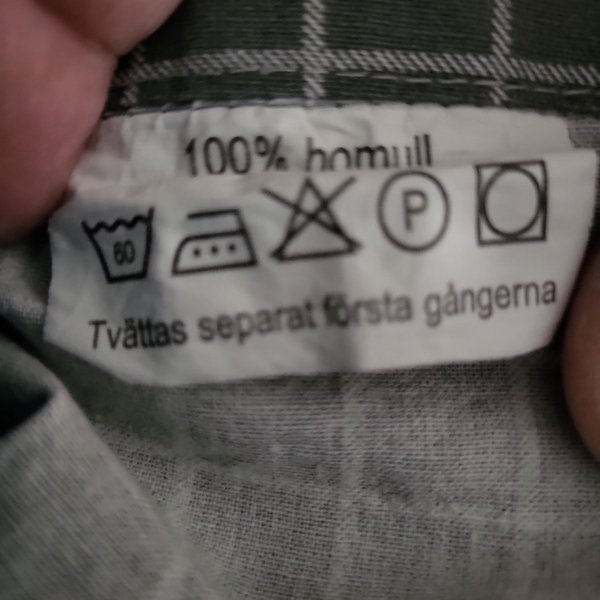 100% bomull
60 P
Tvättas separat första gångerna